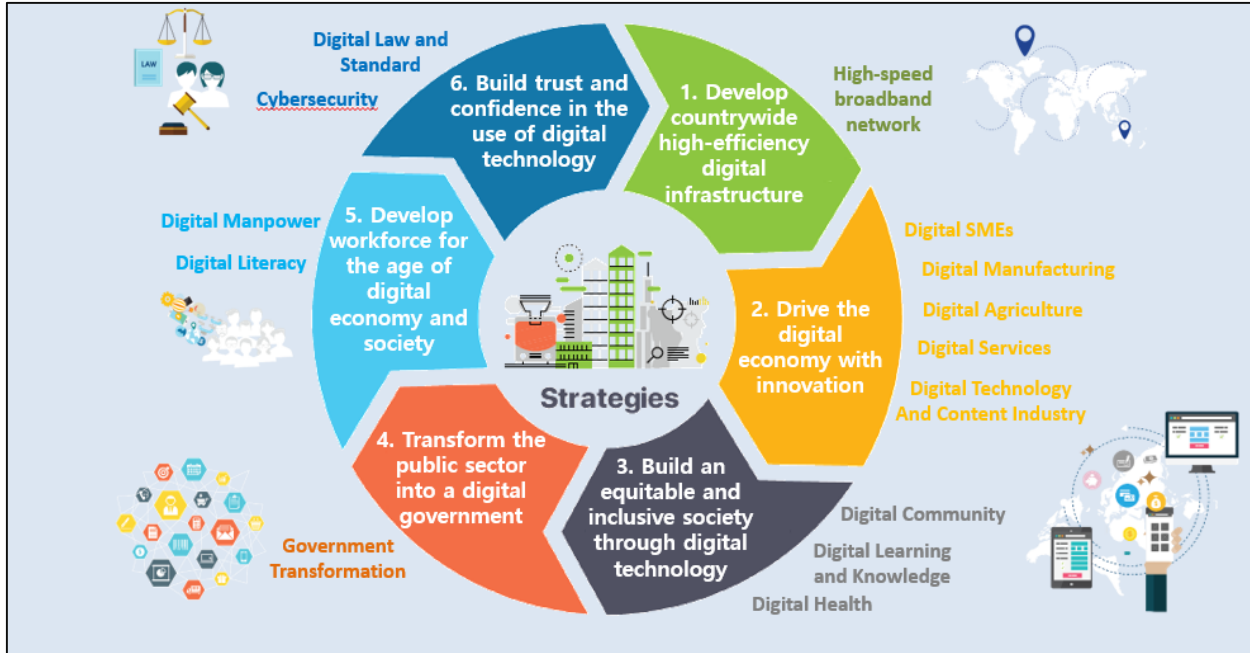 Digital Law and
Standard
Cybersecurity
LAW
6. Build trust and
confidence in the
use of digital
technology
1. Develop
countrywide
high-efficiency
digital
infrastructure
High-speed
broadband
network
Digital SMEs
Digital Manufacturing
Digital Agriculture
Digital Services
Digital Technology
And Content Industry
2. Drive the
digital
economy with
innovation
3. Build an
equitable and
inclusive society
through digital
technology
Digital Community
Digital Learning
and Knowledge
Digital Health
4. Transform the
public sector
into a digital
government
Government
Transformation
5. Develop
workforce for
the age of
digital
economy and
society
Digital Manpower
Digital Literacy
Strategies